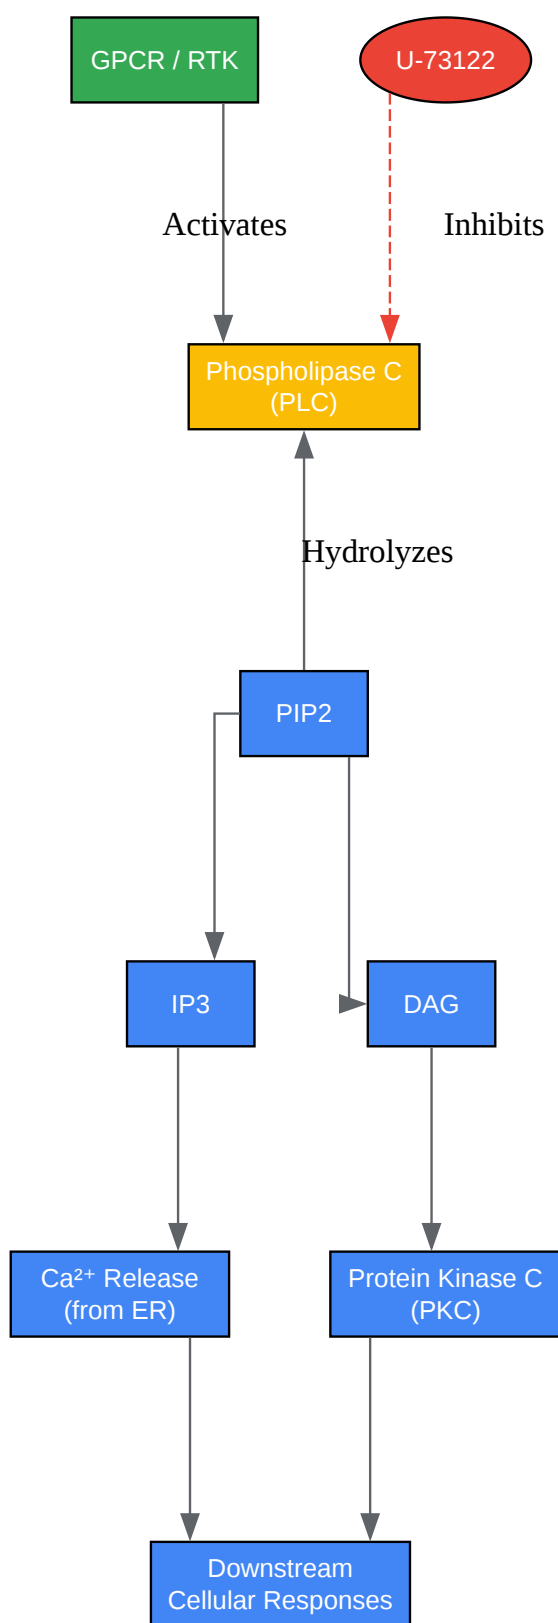 GPCR / RTK
U-73122
Activates
Inhibits
Phospholipase C
(PLC)
Hydrolyzes
PIP2
IP3
DAG
Ca²⁺ Release
(from ER)
Protein Kinase C
(PKC)
Downstream
Cellular Responses